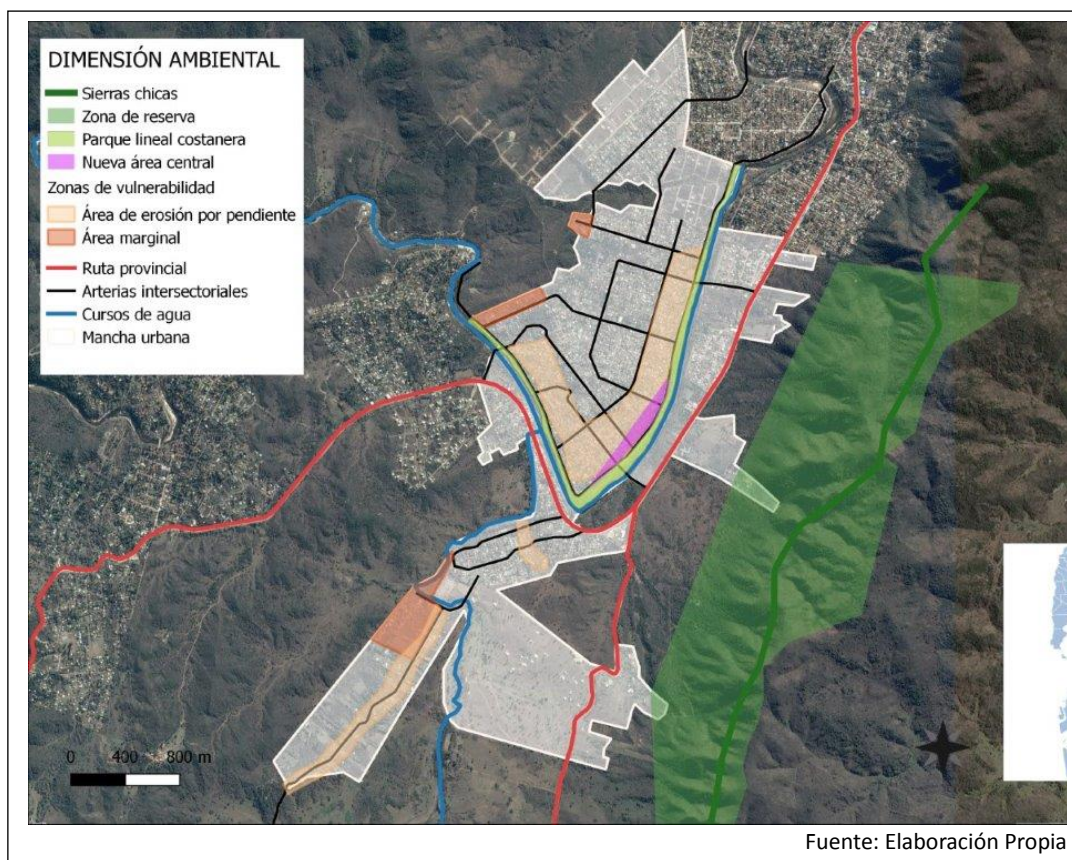 DIMENSIÓN AMBIENTAL
Sierras chicas
Zona de reserva
Parque lineal costanera
Nueva área central
Zonas de vulnerabilidad
Área de erosión por pendiente
Área marginal
Ruta provincial
Arterias intersectoriales
Cursos de agua
Mancha urbana
0 400 800 m
Fuente: Elaboración Propia